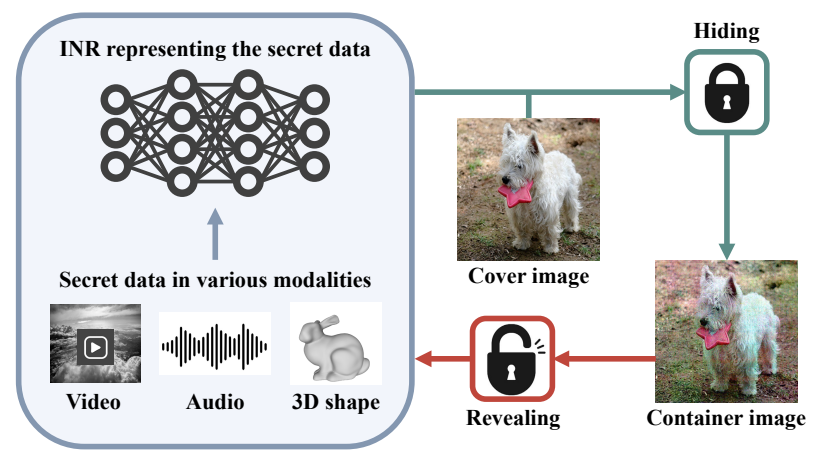 INR representing the secret data
Hiding
Cover image
Secret data in various modalities
Video
Audio
3D shape
Revealing
Container image